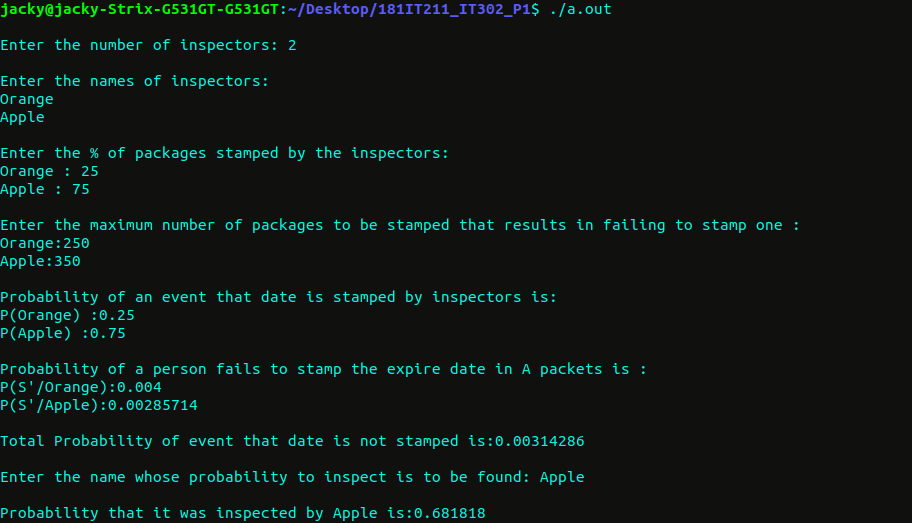 jacky@jacky-Strix-G531GT-G531GT:~/Desktop/181IT211_IT302_P1$ ./a.out
Enter the number of inspectors: 2
Enter the names of inspectors:
Orange
Apple
Enter the % of packages stamped by the inspectors:
Orange : 25
Apple : 75
Enter the maximum number of packages to be stamped that results in failing to stamp one :
Orange:250
Apple:350
Probability of an event that date is stamped by inspectors is:
P(Orange) :0.25
P(Apple) :0.75
Probability of a person fails to stamp the expire date in A packets is :
P(S'/Orange):0.004
P(S'/Apple):0.00285714
Total Probability of event that date is not stamped is:0.00314286
Enter the name whose probability to inspect is to be found: Apple
Probability that it was inspected by Apple is:0.681818